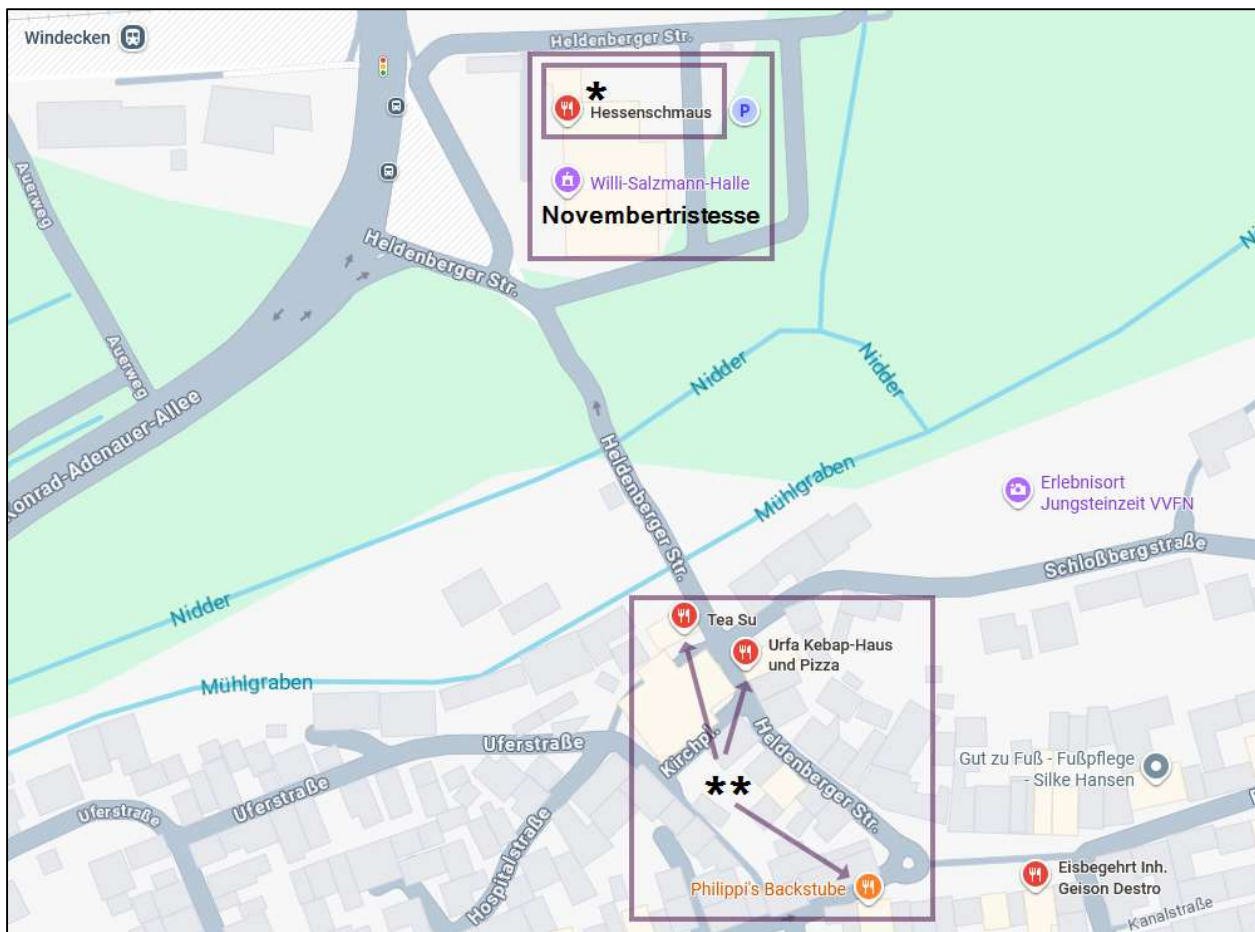 Windecken
Heldenberger Str.
*
Hessenschmaus
P
Willi-Salzmann-Halle
Novembertristesse
Auerweg
Auerweg
Heldenberger Str.
Konrad-Adenauer-Allee
Nidder
Nidder
Heldenberger Str.
Mühlgraben
Erlebnisort
Jungsteinzeit VVFN
Schloßbergstraße
Nidder
Tea Su
Urfa Kebap-Haus
und Pizza
Mühlgraben
Uferstraße
Kirchpl.
Heldenberger Str.
Gut zu Fuß - Fußpflege
- Silke Hansen
**
Uferstraße
Uferstraße
Hospitalstraße
Philippi's Backstube
Eisbegehrt Inh.
Geison Destro
Kanalstraße